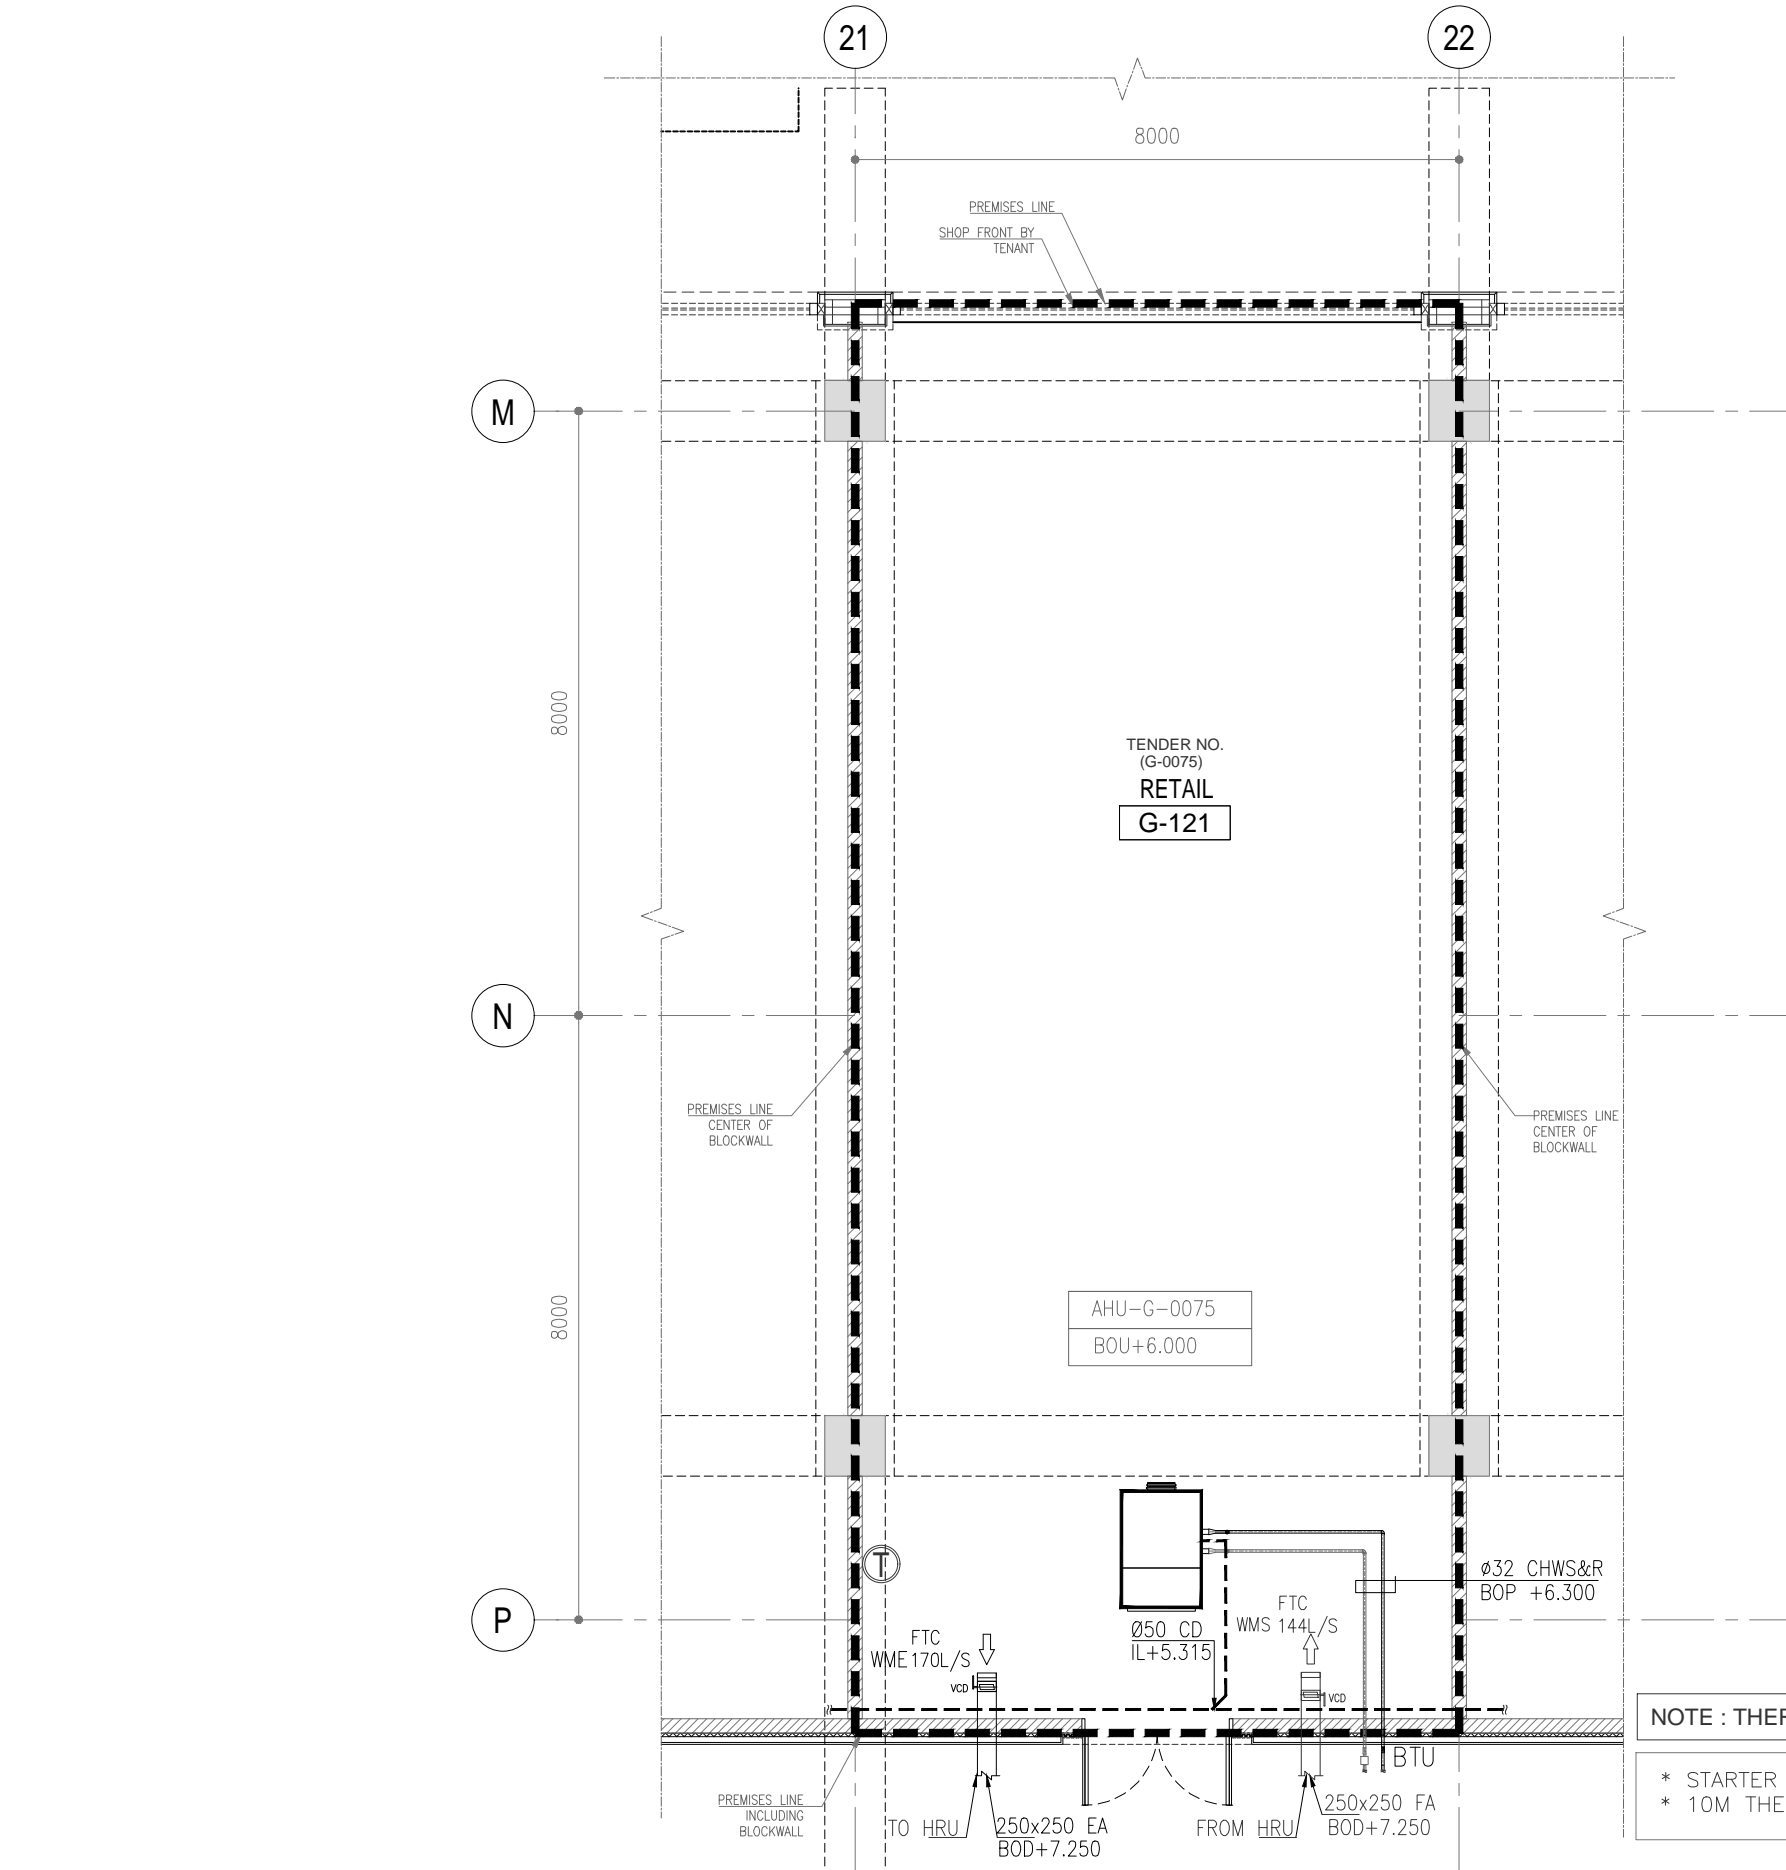 21
22
8000
PREMISES LINE
SHOP FRONT BY
TENANT
M
8000
TENDER NO.
(G-0075)
RETAIL
G-121
N
PREMISES LINE
CENTER OF
BLOCKWALL
PREMISES LINE
CENTER OF
BLOCKWALL
8000
AHU-G-0075
BOU+6.000
T
Ø32 CHWS&R
BOP +6.300
P
FTC
WME170L/S
VCD
Ø50 CD
IL+5.315
FTC
WMS 144L/S
VCD
NOTE : THER
BTU
* STARTER
* 10M THE
PREMISES LINE
INCLUDING
BLOCKWALL
TO HRU
250x250 EA
BOD+7.250
FROM HRU
250x250 FA
BOD+7.250